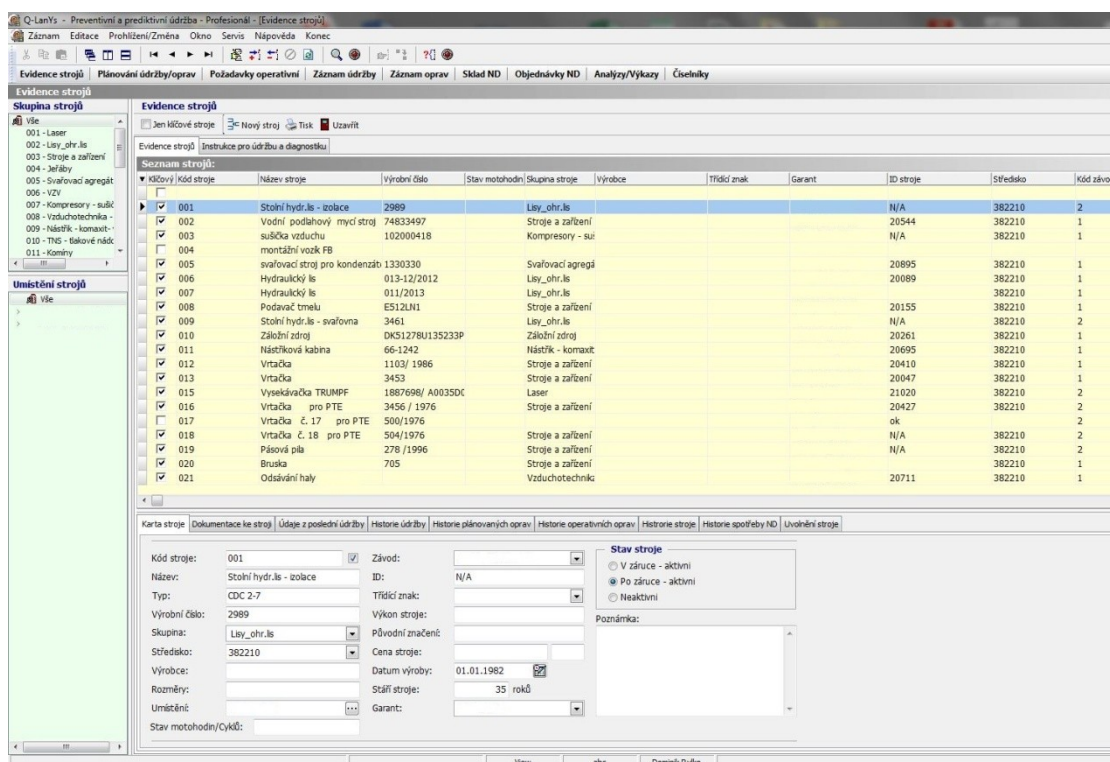 Q-LanYs - Preventivní a prediktivní údržba - Profesionál - [Evidence strojů]
Záznam Editace Prohlížení/Změna Okno Servis Nápověda Konec
Evidence strojů Plánování údržby/oprav Požadavky operativní Záznam údržby Záznam oprav Sklad ND Objednávky ND Analýzy/Výkazy Číselníky
Evidence strojů
Skupina strojů
Vše
001 - Laser
002 - Lisy_ohr.lis
003 - Stroje a zařízení
004 - Jeřáby
005 - Svařovací agregát
006 - VZV
007 - Kompresory - sušič
008 - Vzduchotechnika -
009 - Nástřik - komaxit-
010 - TNS - tlakové nádc
011 - Komíny
Umístění strojů
Vše
Evidence strojů
Jen klíčové stroje Nový stroj Tisk Uzavřít
Evidence strojů Instrukce pro údržbu a diagnostiku
Seznam strojů:
Klíčový Kód stroje Název stroje Výrobní číslo Stav motohodin Skupina stroje Výrobce Třídící znak Garant ID stroje Středisko Kód závo
001 Stolní hydr.lis - izolace 2989 Lisy_ohr.lis N/A 382210 2
002 Vodní podlahový mycí stroj 74833497 Stroje a zařízení 20544 382210 1
003 sušička vzduchu 102000418 Kompresory - suš N/A 382210 1
004 montážní vozík FB
005 svařovací stroj pro kondenzát 1330330 Svařovací agregá 20895 382210 1
006 Hydraulický lis 013-12/2012 Lisy_ohr.lis 20089 382210 1
007 Hydraulický lis 011/2013 Lisy_ohr.lis 382210 1
008 Podavač tmelu E512LN1 Stroje a zařízení 20155 382210 1
009 Stolní hydr.lis - svařovna 3461 Lisy_ohr.lis N/A 382210 2
010 Záložní zdroj DK51278U135233P Záložní zdroj 20261 382210 1
011 Nástřiková kabina 66-1242 Nástřik - komaxit 20695 382210 1
012 Vrtačka 1103/ 1986 Stroje a zařízení 20410 382210 1
013 Vrtačka 3453 Stroje a zařízení 20047 382210 1
015 Vysekávačka TRUMPF 1887698/ A0035D0 Laser 21020 382210 2
016 Vrtačka pro PTE 3456 / 1976 Stroje a zařízení 20427 382210 2
017 Vrtačka č. 17 pro PTE 500/1976 ok 2
018 Vrtačka č. 18 pro PTE 504/1976 Stroje a zařízení N/A 382210 2
019 Pásová pila 278 /1996 Stroje a zařízení N/A 382210 2
020 Bruska 705 Stroje a zařízení 382210 1
021 Odsávání haly Vzduchotechnika 20711 382210 1
Karta stroje Dokumentace ke stroji Údaje z poslední údržby Historie údržby Historie plánovaných oprav Historie operativních oprav Histrorie stroje Historie spotřeby ND Uvolnění stroje
Kód stroje: 001 Závod:
Název: Stolní hydr.lis - izolace ID: N/A
Typ: CDC 2-7 Třídící znak:
Výrobní číslo: 2989 Výkon stroje:
Skupina: Lisy_ohr.lis Původní značení:
Středisko: 382210 Cena stroje:
Výrobce: Datum výroby: 01.01.1982
Rozměry: Stáří stroje: 35 roků
Umístění: Garant:
Stav motohodin/Cyklů:
Stav stroje
V záruce - aktivní
Po záruce - aktivní
Neaktivní
Poznámka: